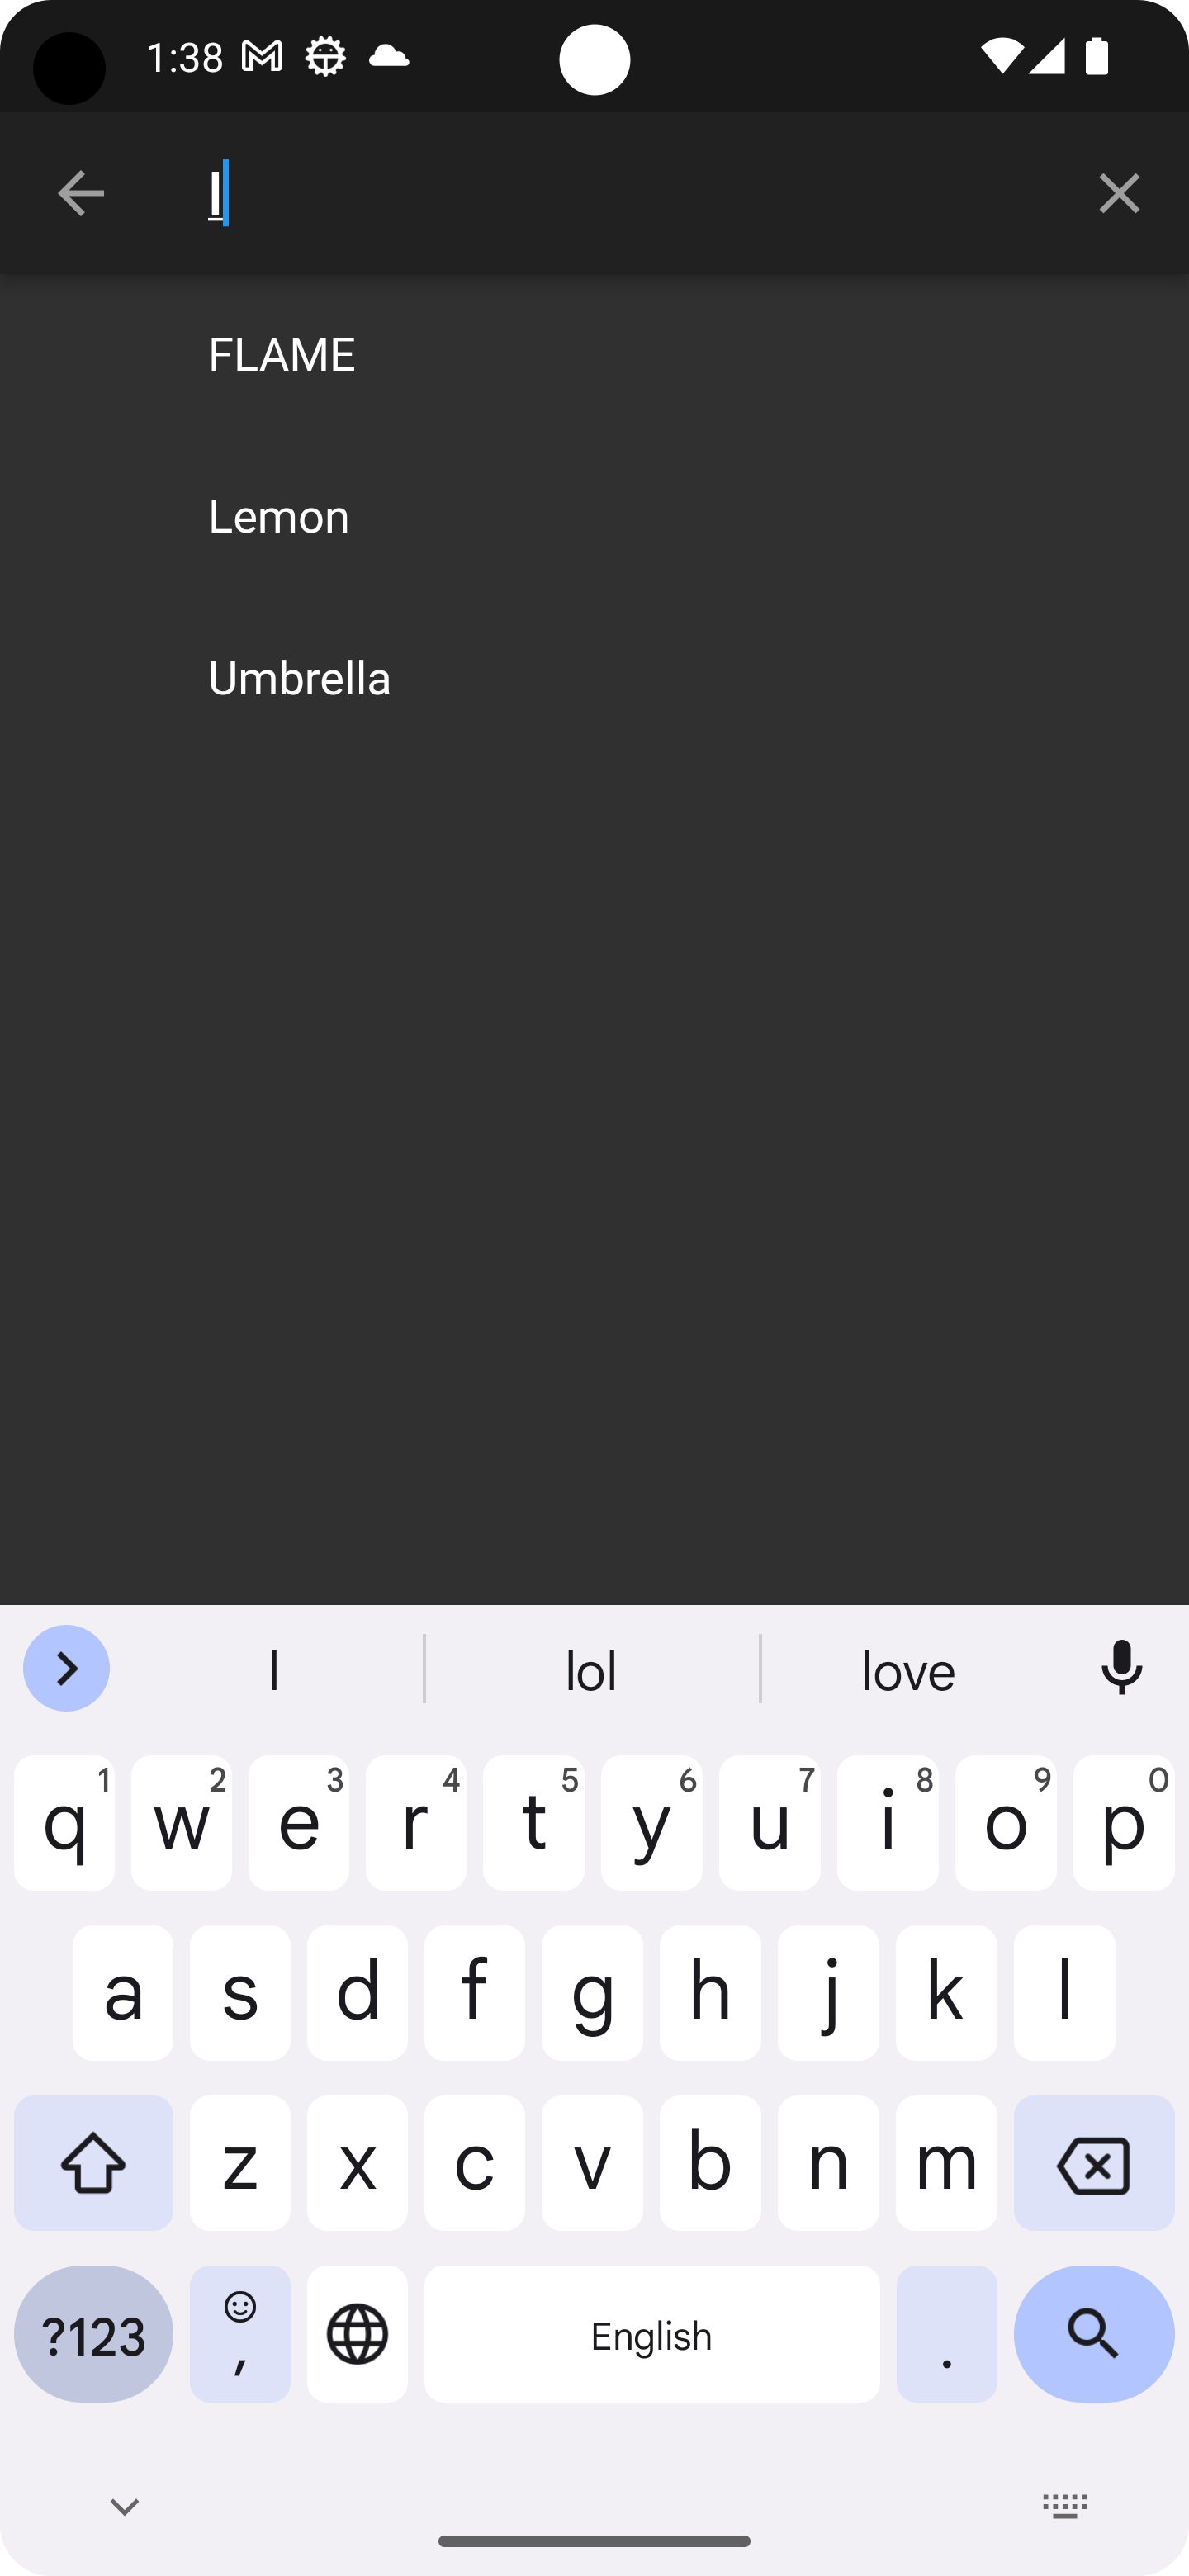 1:38
l
FLAME
Lemon
Umbrella
l lol love
q 1 w 2 e 3 r 4 t 5 y 6 u 7 i 8 o 9 p 0
a s d f g h j k l
z x c v b n m
?123 , English .